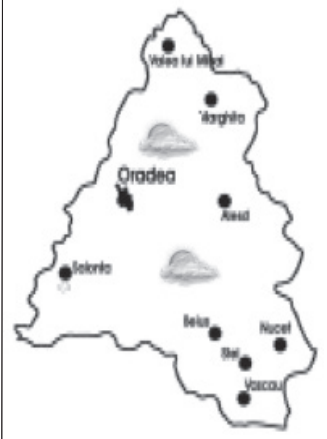 Valea lui Mihai
Marghita
Oradea
Alesd
Salonta
Beius
Nucet
Stei
Vascau